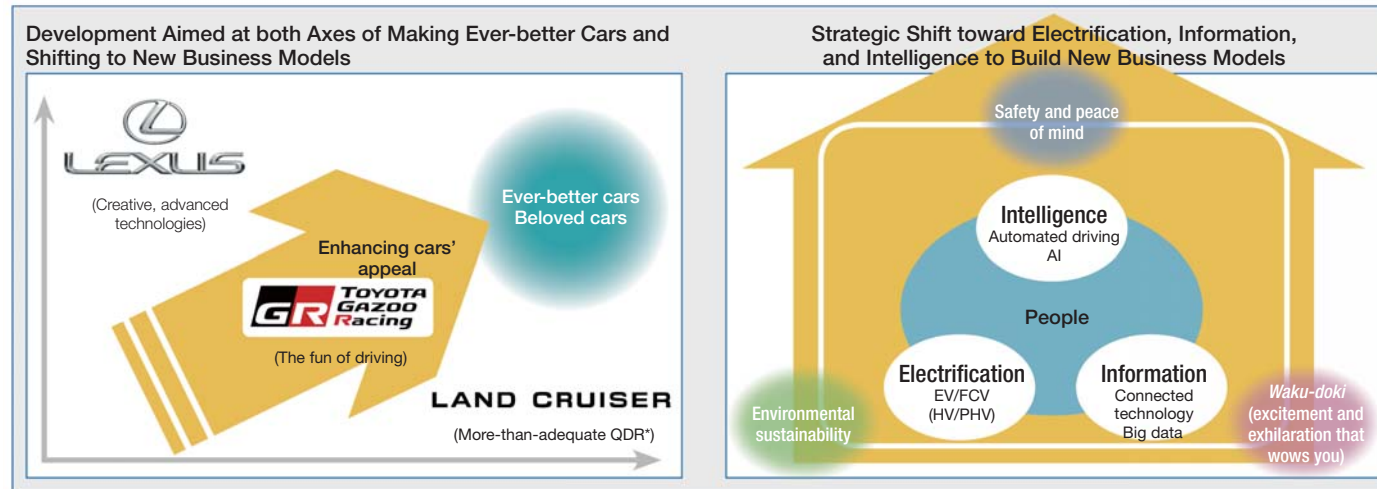 Development Aimed at both Axes of Making Ever-better Cars and
Shifting to New Business Models
LEXUS
(Creative, advanced
technologies)
Ever-better cars
Beloved cars
Enhancing cars'
appeal
GR TOYOTA
GAZOO
Racing
(The fun of driving)
LAND CRUISER
(More-than-adequate QDR*)
Strategic Shift toward Electrification, Information,
and Intelligence to Build New Business Models
Safety and peace
of mind
Intelligence
Automated driving
AI
People
Electrification
EV/FCV
(HV/PHV)
Information
Connected
technology
Big data
Environmental
sustainability
Waku-doki
(excitement and
exhilaration that
wows you)